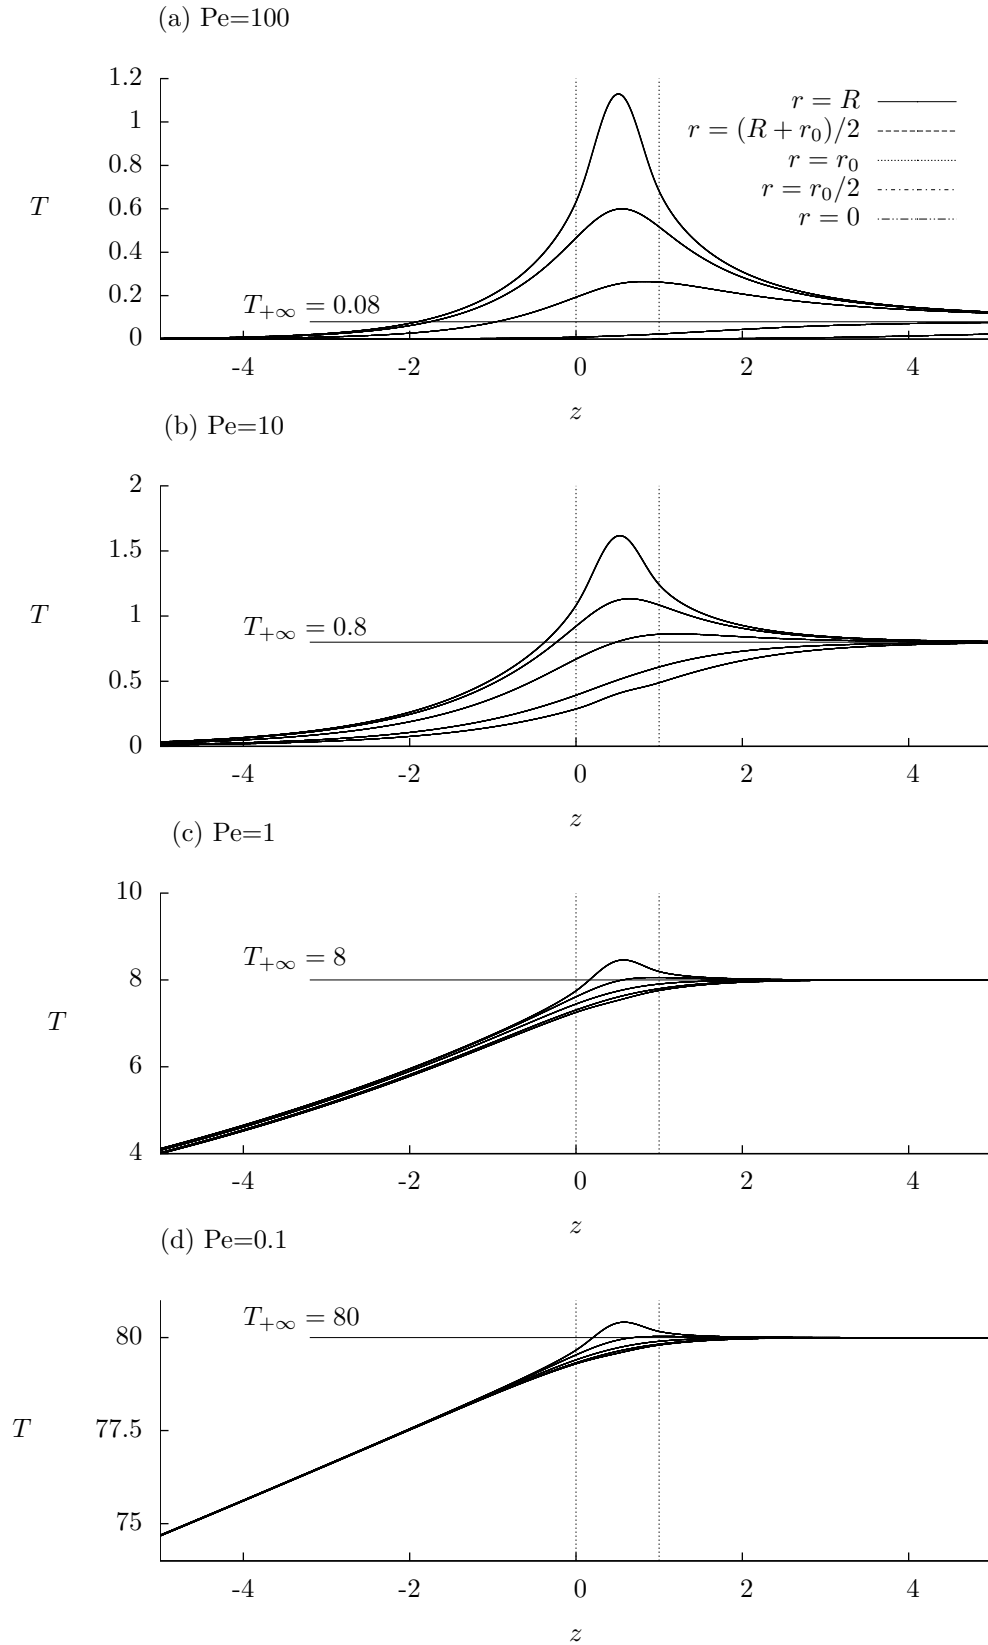 (a) Pe=100
1.2
1
0.8
0.6
0.4
0.2
0
T
r = R
r = (R + r₀)/2
r = r₀
r = r₀/2
r = 0
T₊∞ = 0.08
-4 -2 0 2 4
z
(b) Pe=10
2
1.5
1
0.5
0
T
T₊∞ = 0.8
-4 -2 0 2 4
z
(c) Pe=1
10
8
6
4
T
T₊∞ = 8
-4 -2 0 2 4
z
(d) Pe=0.1
80
77.5
75
T
T₊∞ = 80
-4 -2 0 2 4
z